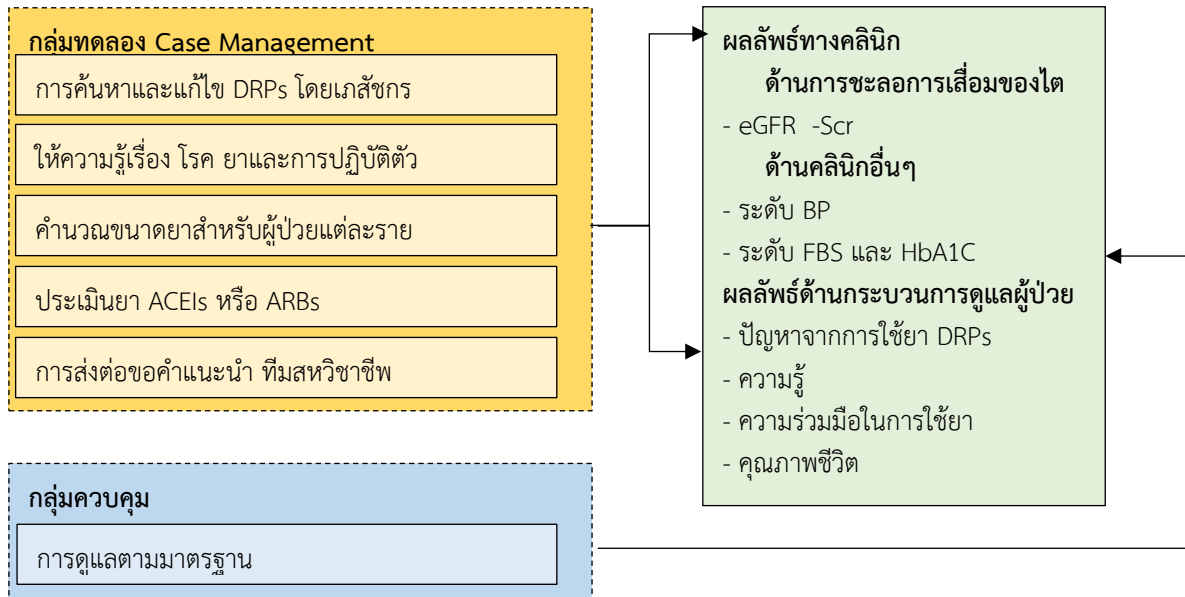 กลุ่มทดลอง Case Management
การค้นหาและแก้ไข DRPs โดยเภสัชกร
ให้ความรู้เรื่อง โรค ยาและการปฏิบัติตัว
คำนวณขนาดยาสำหรับผู้ป่วยแต่ละราย
ประเมินยา ACEIs หรือ ARBs
การส่งต่อขอคำแนะนำ ทีมสหวิชาชีพ
กลุ่มควบคุม
การดูแลตามมาตรฐาน
ผลลัพธ์ทางคลินิก
ด้านการชะลอการเสื่อมของไต
- eGFR -Scr
ด้านคลินิกอื่นๆ
- ระดับ BP
- ระดับ FBS และ HbA1C
ผลลัพธ์ด้านกระบวนการดูแลผู้ป่วย
- ปัญหาจากการใช้ยา DRPs
- ความรู้
- ความร่วมมือในการใช้ยา
- คุณภาพชีวิต